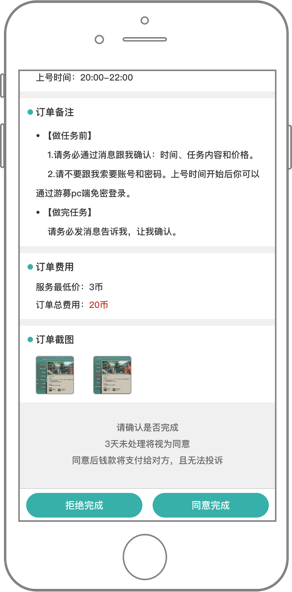 上号时间：20:00-22:00
订单备注
• 【做任务前】
1.请务必通过消息跟我确认：时间、任务内容和价格。
2.请不要跟我索要账号和密码。上号时间开始后你可以
通过游募pc端免密登录。
• 【做完任务】
请务必发消息告诉我，让我确认。
订单费用
服务最低价：3币
订单总费用：20币
订单截图
请确认是否完成
3天未处理将视为同意
同意后钱款将支付给对方，且无法投诉
拒绝完成
同意完成